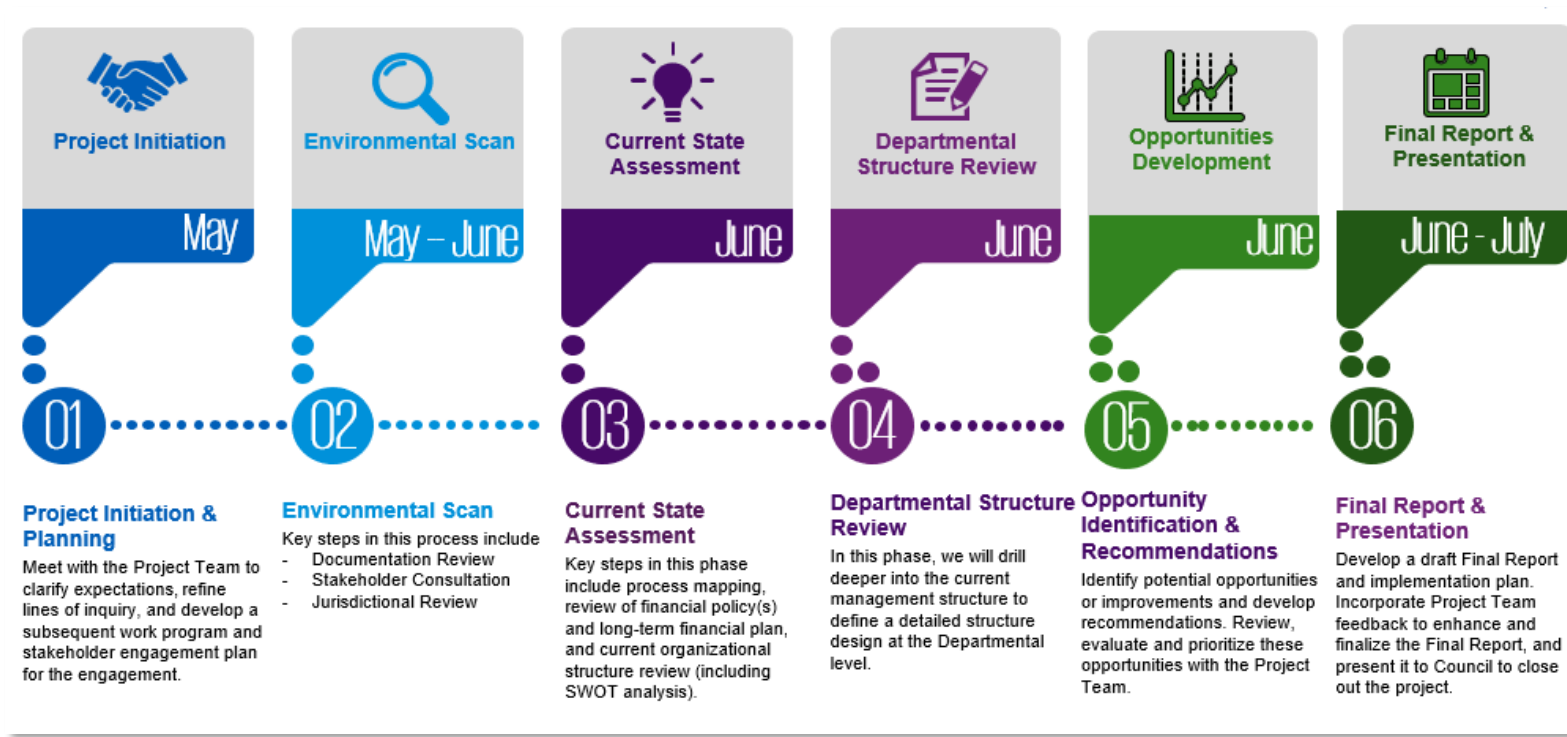 Project Initiation
Environmental Scan
Current State
Assessment
Departmental
Structure Review
Opportunities
Development
Final Report &
Presentation
May
May – June
June
June
June
June - July
01
02
03
04
05
06
Project Initiation &
Planning
Meet with the Project Team to
clarify expectations, refine
lines of inquiry, and develop a
subsequent work program and
stakeholder engagement plan
for the engagement.
Environmental Scan
Key steps in this process include
- Documentation Review
- Stakeholder Consultation
- Jurisdictional Review
Current State
Assessment
Key steps in this phase
include process mapping,
review of financial policy(s)
and long-term financial plan,
and current organizational
structure review (including
SWOT analysis).
Departmental Structure
Review
In this phase, we will drill
deeper into the current
management structure to
define a detailed structure
design at the Departmental
level.
Opportunity
Identification &
Recommendations
Identify potential opportunities
or improvements and develop
recommendations. Review,
evaluate and prioritize these
opportunities with the Project
Team.
Final Report &
Presentation
Develop a draft Final Report
and implementation plan.
Incorporate Project Team
feedback to enhance and
finalize the Final Report, and
present it to Council to close
out the project.